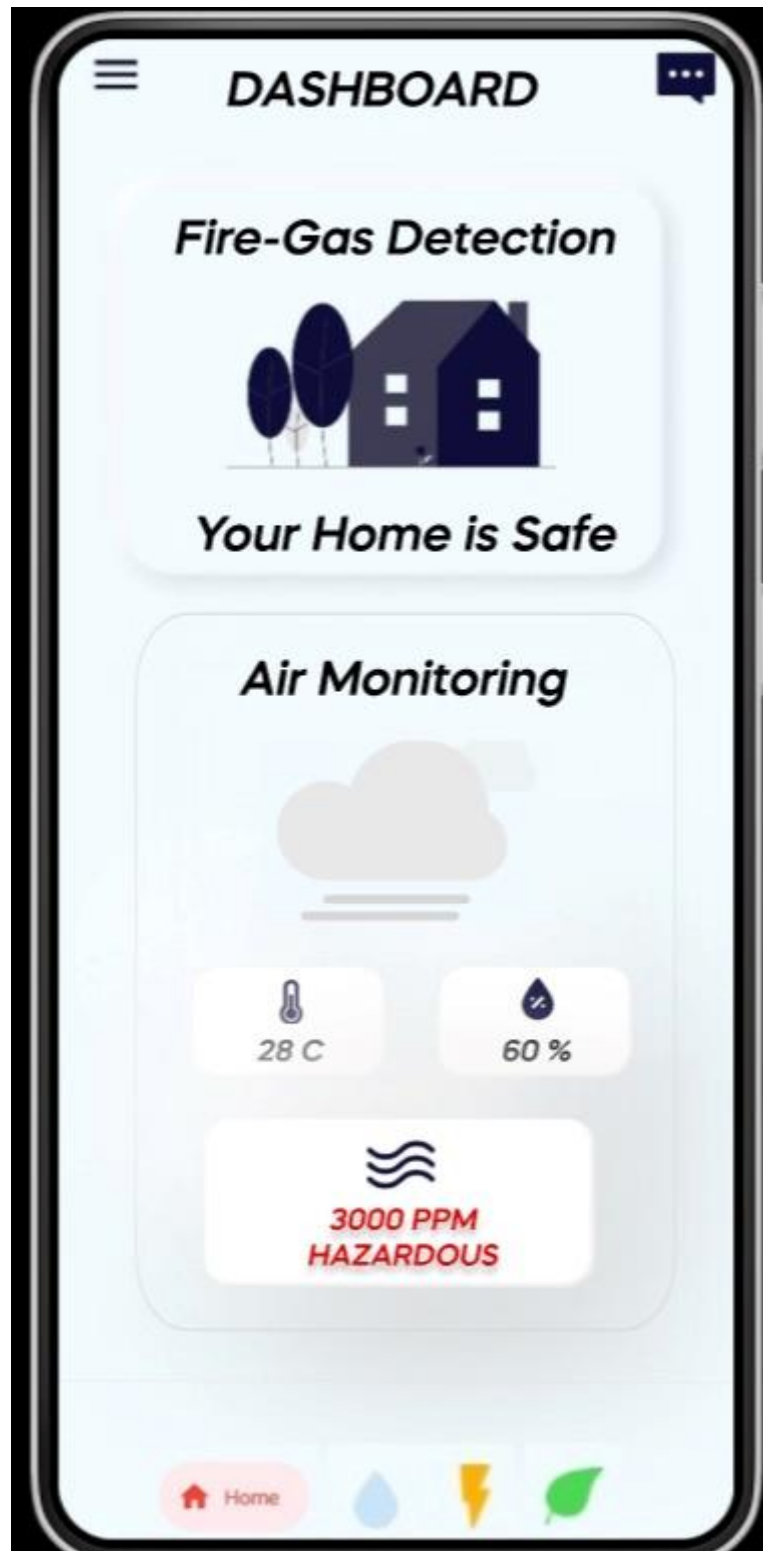 DASHBOARD
Fire-Gas Detection
Your Home is Safe
Air Monitoring
28 C
60 %
3000 PPM
HAZARDOUS
Home